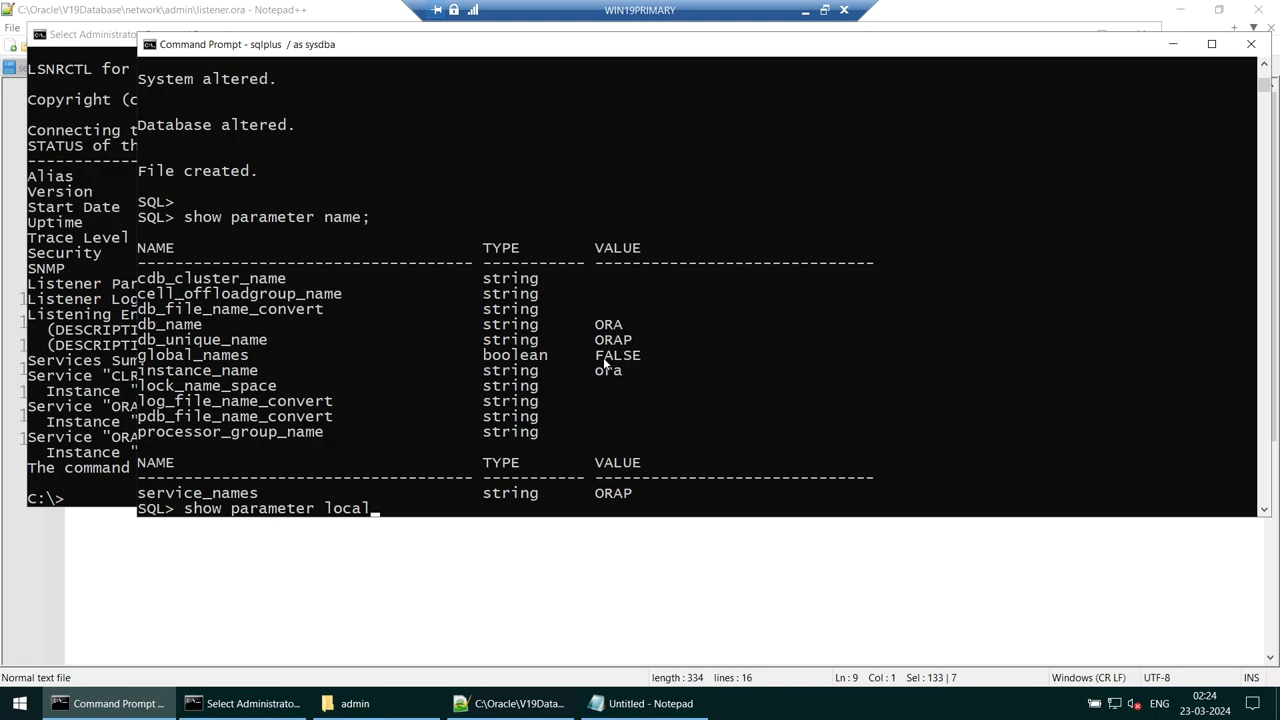 C:\Oracle\V19Database\network\admin\listener.ora - Notepad++
WIN19PRIMARY
File
Select Administrato
Command Prompt - sqlplus  / as sysdba
LSNRCTL for
Copyright (c
Connecting t
STATUS of th
------------
Alias
Version
Start Date
Uptime
Trace Level
Security
SNMP
Listener Par
Listener Log
Listening En
(DESCRIPTI
(DESCRIPTI
Services Sum
Service "CLR
Instance "
Service "ORA
Instance "
Service "ORA
Instance "
The command
C:\>
System altered.
Database altered.
File created.
SQL>
SQL> show parameter name;
NAME TYPE VALUE
------------------------------------ ----------- ------------------------------
cdb_cluster_name string
cell_offloadgroup_name string
db_file_name_convert string
db_name string ORA
db_unique_name string ORAP
global_names boolean FALSE
instance_name string ora
lock_name_space string
log_file_name_convert string
pdb_file_name_convert string
processor_group_name string
NAME TYPE VALUE
------------------------------------ ----------- ------------------------------
service_names string ORAP
SQL> show parameter local_
Normal text file
length : 334 lines : 16
Ln : 9 Col : 1 Sel : 133 | 7
Windows (CR LF)
UTF-8
INS
Command Prompt ...
Select Administrato...
admin
C:\Oracle\V19Data...
Untitled - Notepad
ENG
02:24
23-03-2024